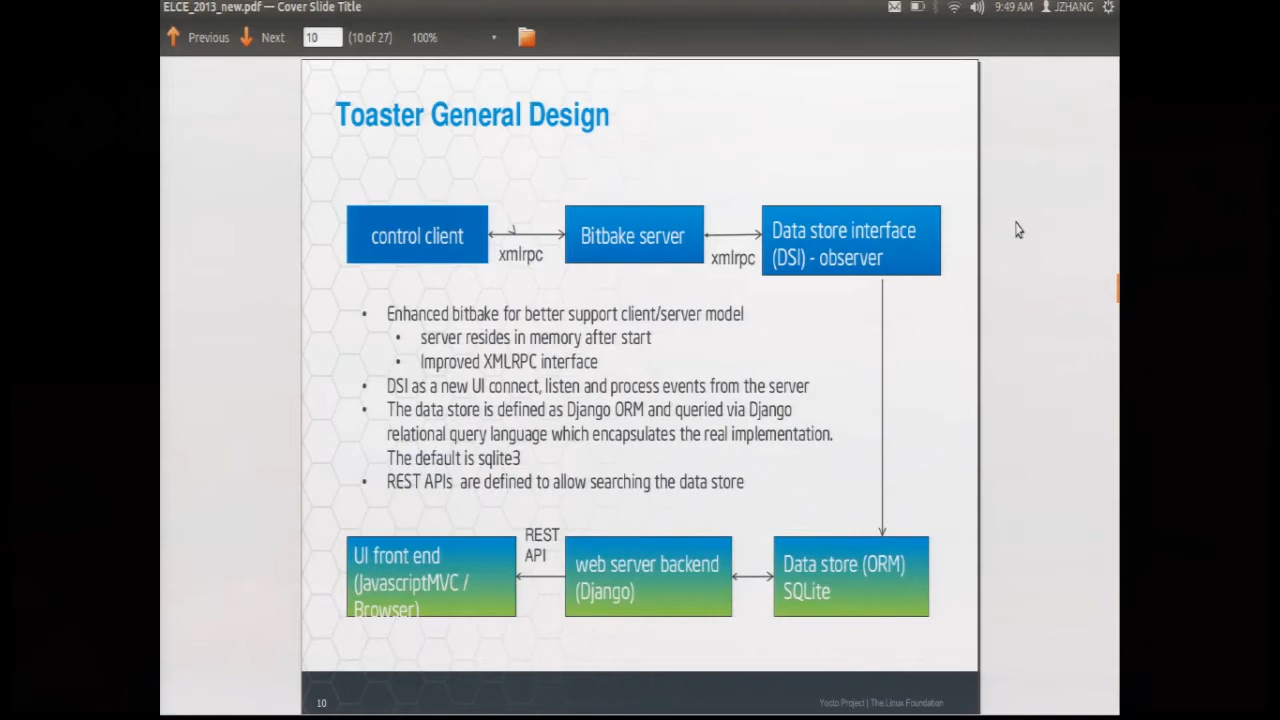 ELCE_2013_new.pdf — Cover Slide Title
9:49 AM JZHANG
Previous Next 10 (10 of 27) 100%
Toaster General Design
control client
xmlrpc
Bitbake server
xmlrpc
Data store interface
(DSI) - observer
• Enhanced bitbake for better support client/server model
• server resides in memory after start
• Improved XMLRPC interface
• DSI as a new UI connect, listen and process events from the server
• The data store is defined as Django ORM and queried via Django
relational query language which encapsulates the real implementation.
The default is sqlite3
• REST APIs are defined to allow searching the data store
UI front end
(JavascriptMVC /
Browser)
REST
API
web server backend
(Django)
Data store (ORM)
SQLite
10
Yocto Project | The Linux Foundation